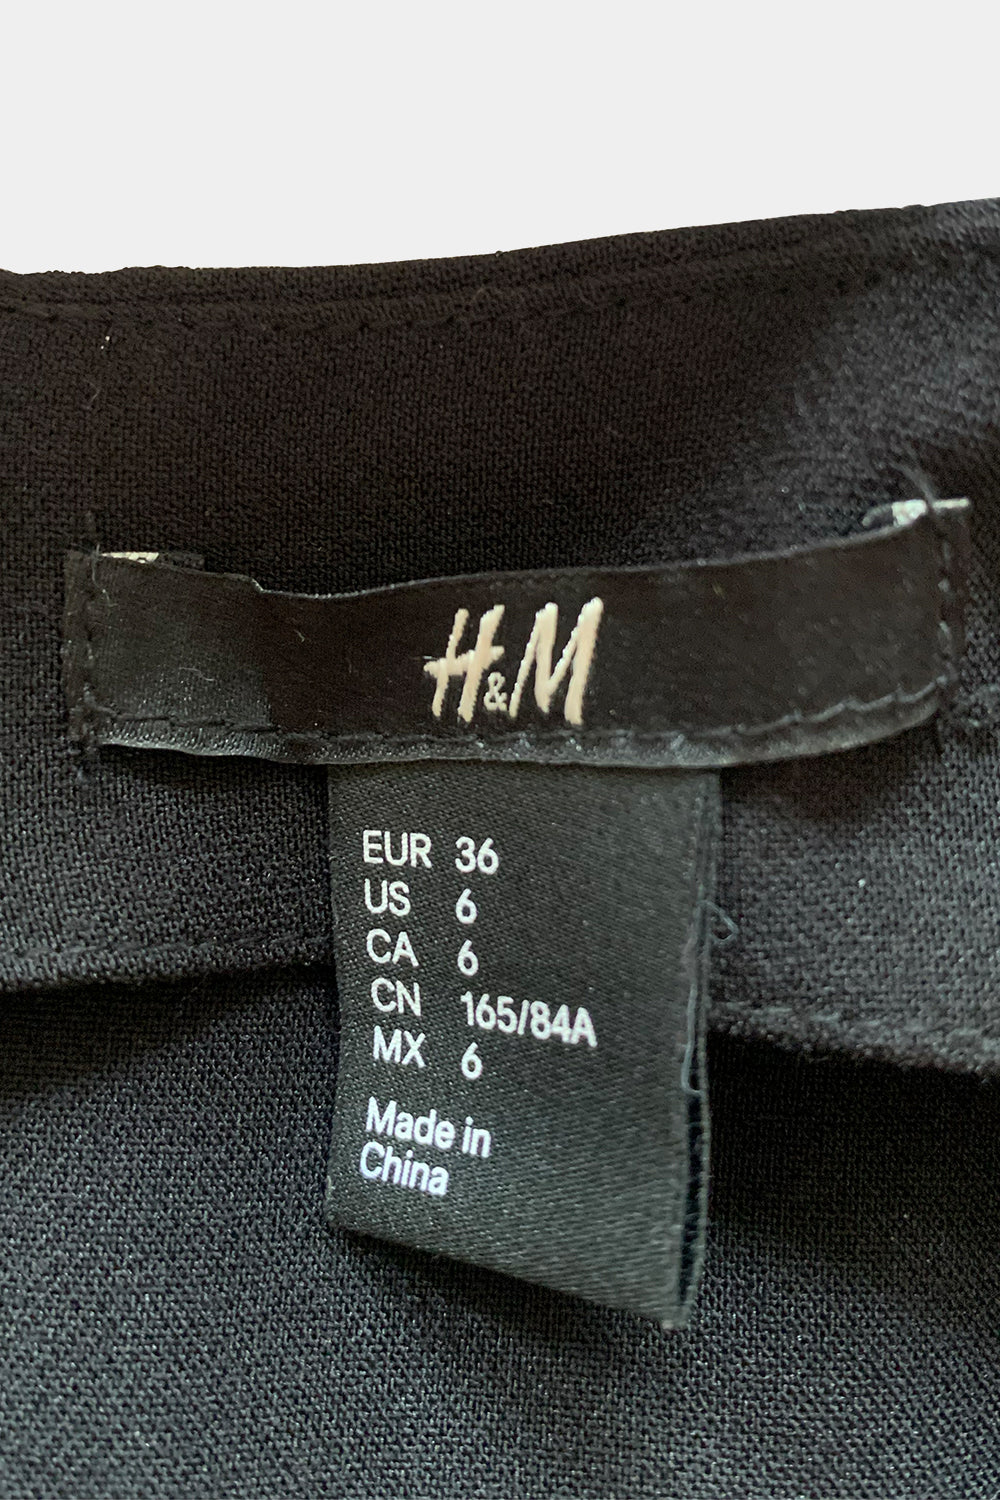 H&M
EUR 36
US 6
CA 6
CN 165/84A
MX 6
Made in
China